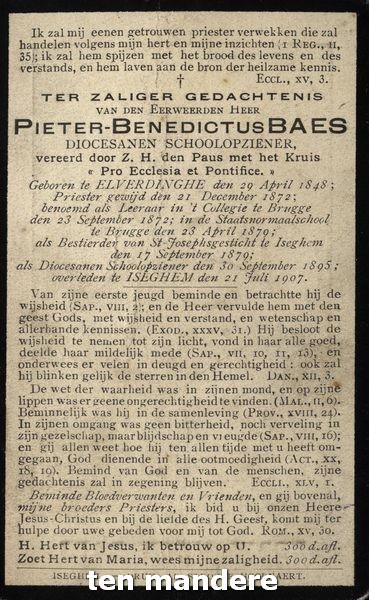 Ik zal mij eenen getrouwen priester verwekken die zal
handelen volgens mijn hert en mijne inzichten (1 REG., II,
35); ik zal hem spijzen met het brood des levens en des
verstands, en hem laven aan de bron der heilzame kennis.
† ECCL., XV, 3.
TER ZALIGER GEDACHTENIS
VAN DEN EERWEERDEN HEER
PIETER-BENEDICTUS BAES
DIOCESANEN SCHOOLOPZIENER,
vereerd door Z. H. den Paus met het Kruis
« Pro Ecclesia et Pontifice. »
Geboren te ELVERDINGHE den 29 April 1848;
Priester gewijd den 21 December 1872;
benoemd als Leeraar in 't Collegie te Brugge
den 23 September 1872; in de Staatsnormaalschool
te Brugge den 23 April 1879;
als Bestierder van St-Josephsgesticht te Iseghem
den 17 September 1879;
als Diocesanen Schoolopziener den 30 September 1895;
overleden te ISEGHEM den 21 Juli 1907.
Van zijne eerste jeugd beminde en betrachtte hij de
wijsheid (SAP., VIII, 2); en de Heer vervulde hem met den
geest Gods, met wijsheid en verstand, en wetenschap en
allerhande kennissen. (EXOD., XXXV, 31.) Hij besloot de
wijsheid te nemen tot zijn licht, vond in haar alle goed,
deelde haar mildelijk mede (SAP., VII, 10, 11, 13), en
onderwees er velen in deugd en gerechtigheid : ook zal
hij blinken gelijk de sterren in den Hemel. DAN., XII, 3.
De wet der waarheid was in zijnen mond, en op zijne
lippen was er geene ongerechtigheid te vinden (MAL., II, 6).
Beminnelijk was hij in de samenleving (PROV., XVIII, 24).
In zijnen omgang was geen bitterheid, noch verveling in
zijn gezelschap, maar blijdschap en vreugde (SAP., VIII, 16);
en gij allen weet hoe hij ten allen tijde met u heeft omgegaan,
God dienende in alle ootmoedigheid (ACT., XX,
18, 19). Bemind van God en van de menschen, zijne
gedachtenis zal in zegening blijven. ECCLI., XLV, 1.
Beminde Bloedverwanten en Vrienden, en gij bovenal,
mijne broeders Priesters, ik bid u bij onzen Heere
Jesus-Christus en bij de liefde des H. Geest, komt mij ter
hulpe door uwe gebeden tot God. ROM., XV, 30.
H. Hert van Jesus, ik betrouw op U. 300 d. afl.
Zoet Hert van Maria, wees mijne zaligheid. 300 d. afl.
ten mandere